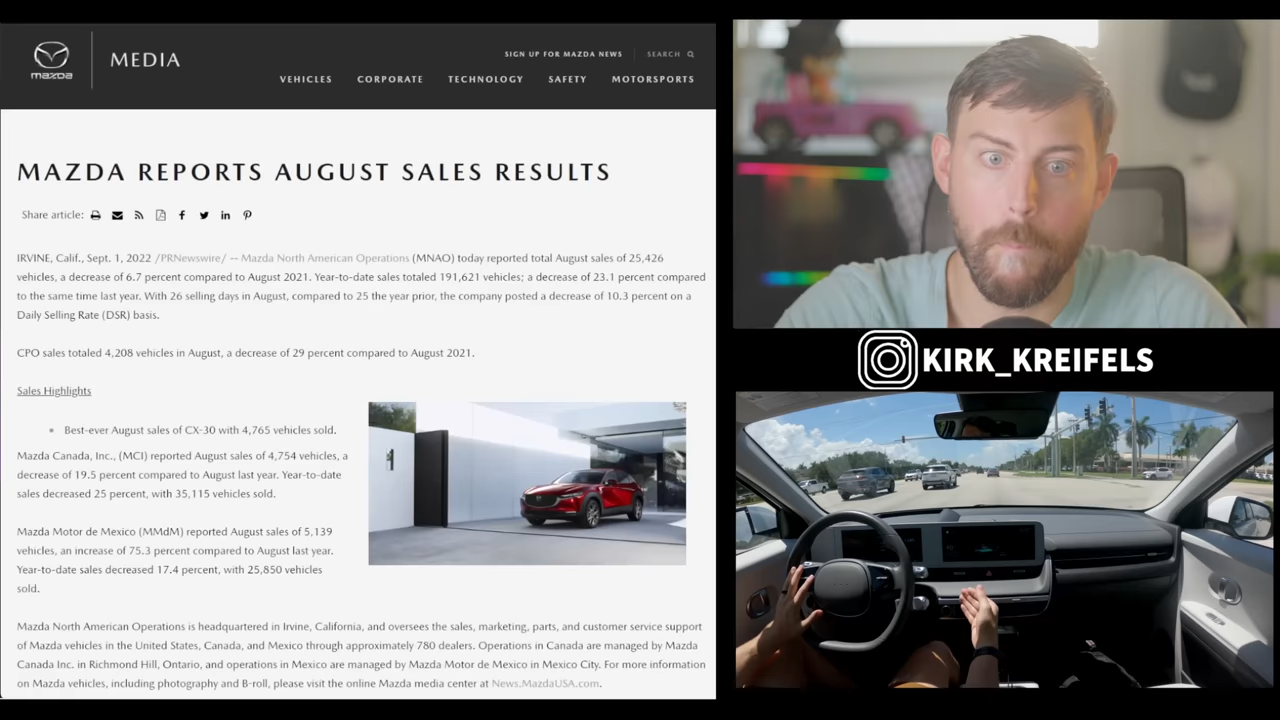 mazda
MEDIA
SIGN UP FOR MAZDA NEWS
SEARCH
VEHICLES CORPORATE TECHNOLOGY SAFETY MOTORSPORTS
MAZDA REPORTS AUGUST SALES RESULTS
Share article:
IRVINE, Calif., Sept. 1, 2022 /PRNewswire/ -- Mazda North American Operations (MNAO) today reported total August sales of 25,426
vehicles, a decrease of 6.7 percent compared to August 2021. Year-to-date sales totaled 191,621 vehicles; a decrease of 23.1 percent compared
to the same time last year. With 26 selling days in August, compared to 25 the year prior, the company posted a decrease of 10.3 percent on a
Daily Selling Rate (DSR) basis.
CPO sales totaled 4,208 vehicles in August, a decrease of 29 percent compared to August 2021.
Sales Highlights
• Best-ever August sales of CX-30 with 4,765 vehicles sold.
Mazda Canada, Inc., (MCI) reported August sales of 4,754 vehicles, a
decrease of 19.5 percent compared to August last year. Year-to-date
sales decreased 25 percent, with 35,115 vehicles sold.
Mazda Motor de Mexico (MMdM) reported August sales of 5,139
vehicles, an increase of 75.3 percent compared to August last year.
Year-to-date sales decreased 17.4 percent, with 25,850 vehicles
sold.
Mazda North American Operations is headquartered in Irvine, California, and oversees the sales, marketing, parts, and customer service support
of Mazda vehicles in the United States, Canada, and Mexico through approximately 780 dealers. Operations in Canada are managed by Mazda
Canada Inc. in Richmond Hill, Ontario, and operations in Mexico are managed by Mazda Motor de Mexico in Mexico City. For more information
on Mazda vehicles, including photography and B-roll, please visit the online Mazda media center at News.MazdaUSA.com.
KIRK_KREIFELS